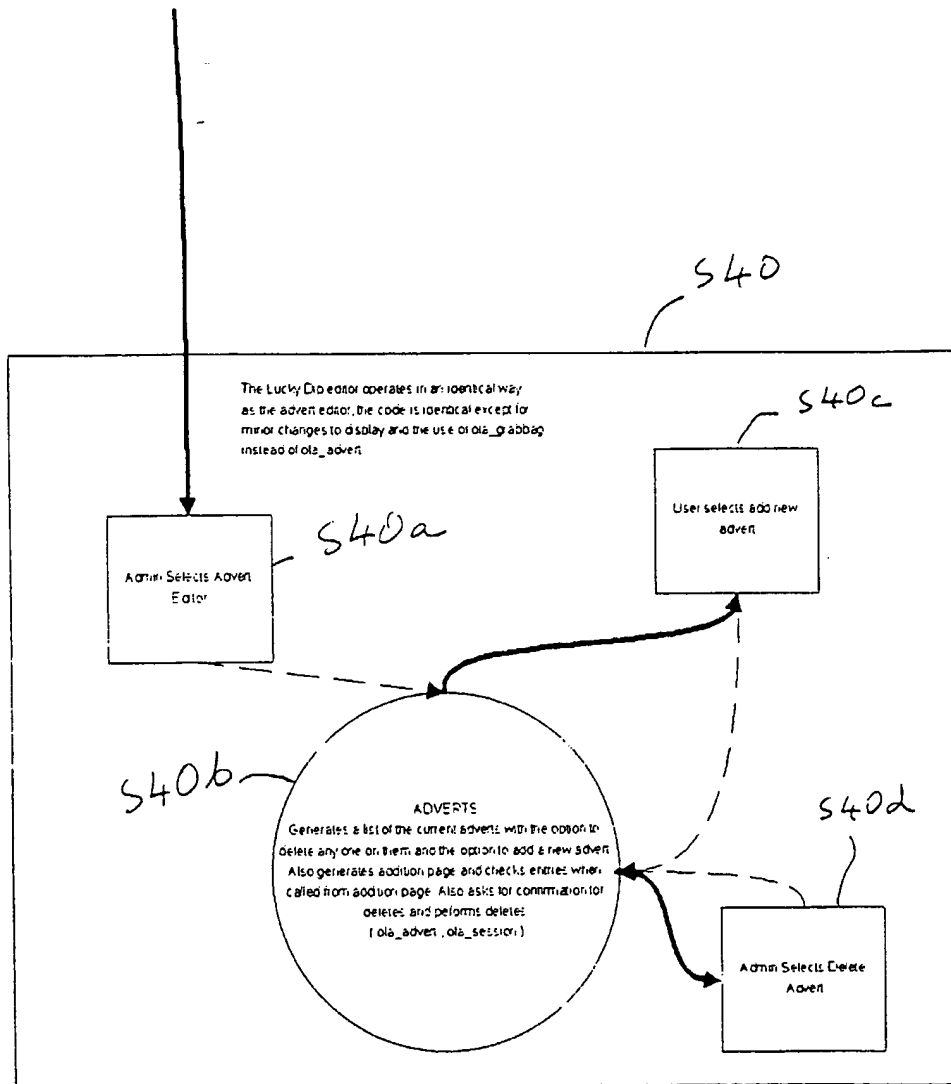 S40
The Lucky Dip editor operates in an identical way
as the advert editor, the code is identical except for
minor changes to display and the use of ola_grabbag
instead of ola_advert
S40c
User selects add new
advert
S40a
Admin Selects Advert
Editor
S40b
ADVERTS
Generates a list of the current adverts with the option to
delete any one on them and the option to add a new advert
Also generates addition page and checks entries when
called from addition page. Also asks for confirmation for
deletes and peforms deletes
( ola_advert , ola_session )
S40d
Admin Selects Delete
Advert